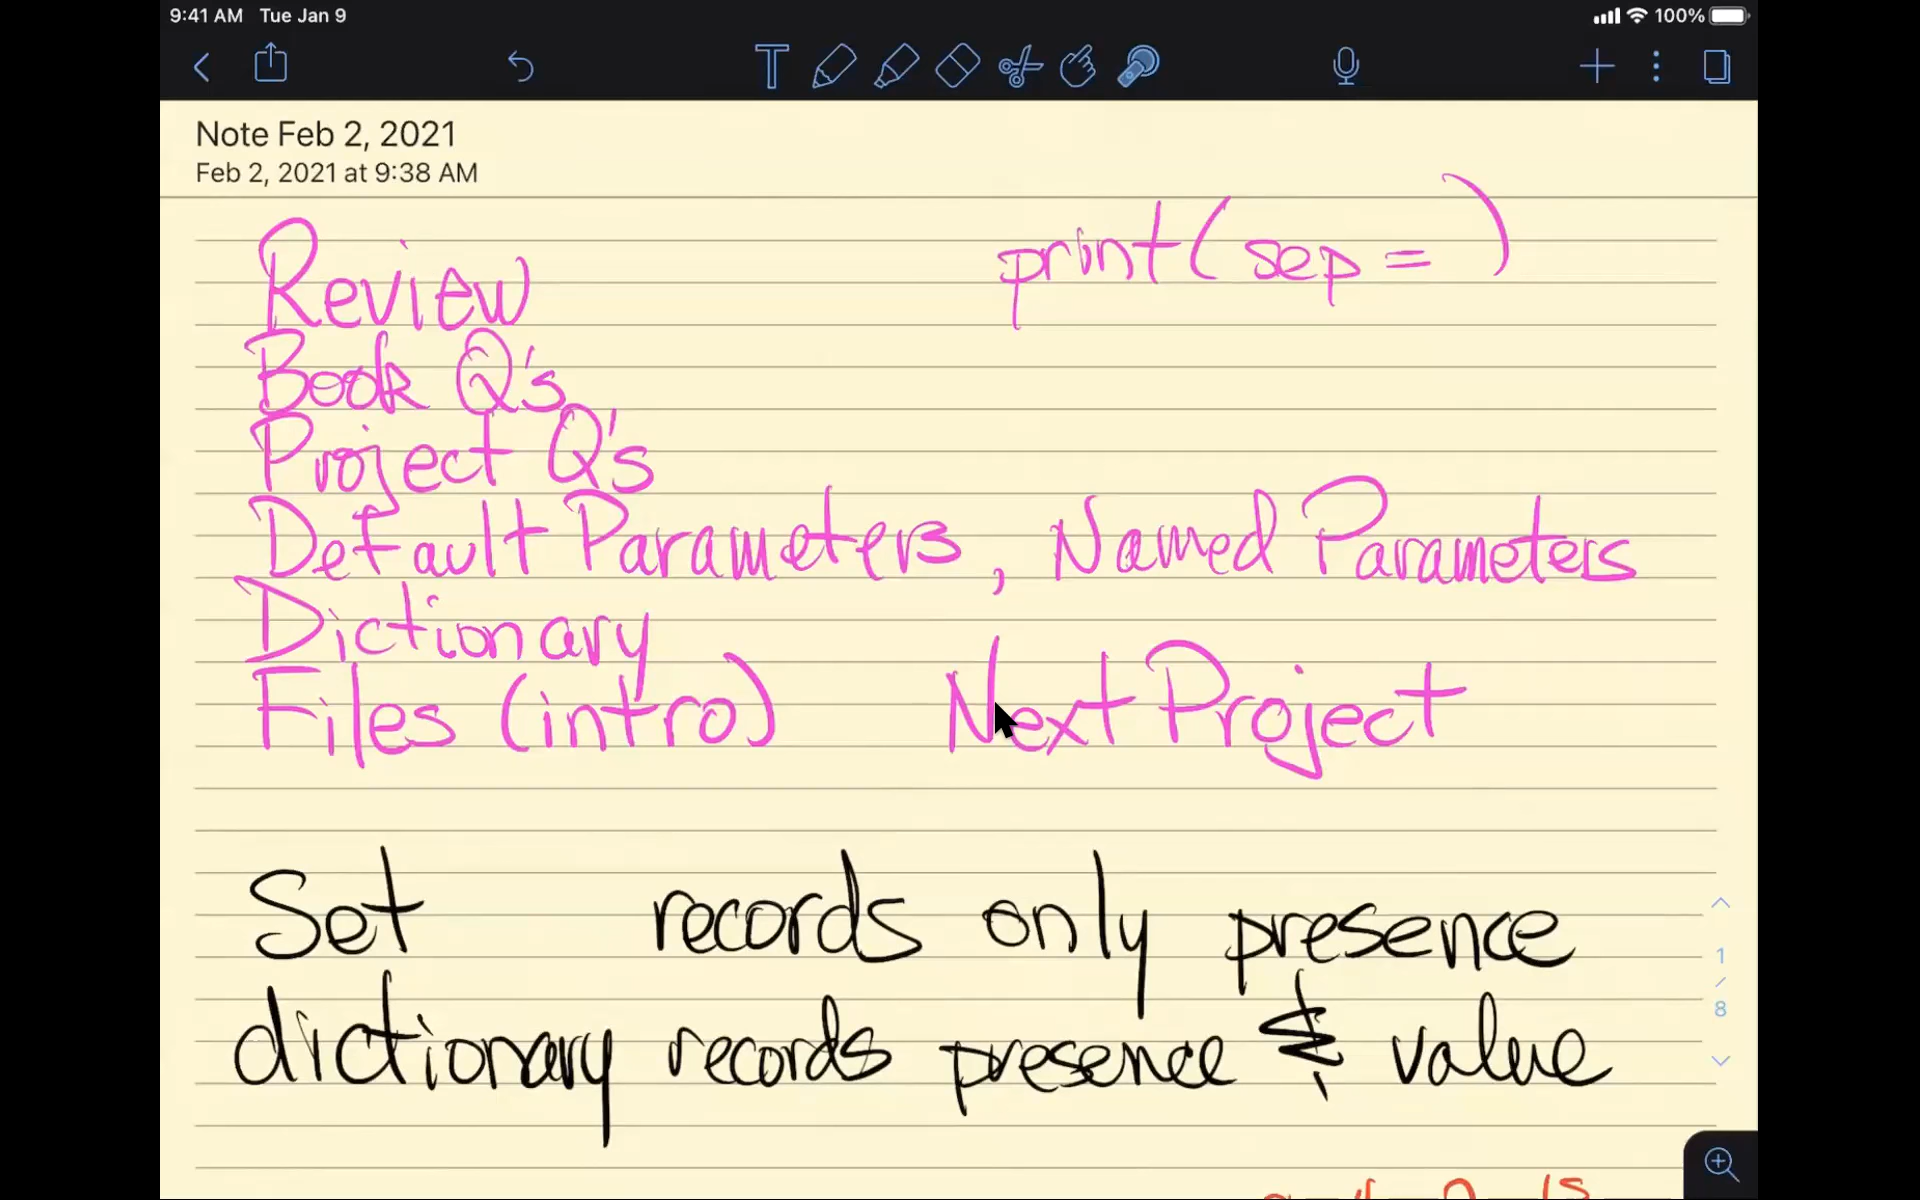 9:41 AM Tue Jan 9 100%
Note Feb 2, 2021
Feb 2, 2021 at 9:38 AM
print(sep = )
Review
Book Q's
Project Q's
Default Parameters, Named Parameters
Dictionary
Files (intro) Next Project
Set records only presence
dictionary records presence & value
1
/
8